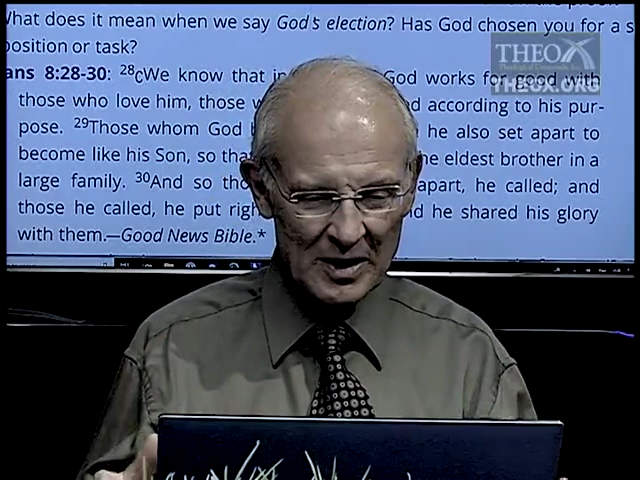 What does it mean when we say God's election? Has God chosen you for a s
position or task?
THEOX
THEOX.ORG
ans 8:28-30: 28cWe know that in God works for good with
those who love him, those w d according to his pur-
pose. 29Those whom God he also set apart to
become like his Son, so tha he eldest brother in a
large family. 30And so tho apart, he called; and
those he called, he put righ d he shared his glory
with them.—Good News Bible.*